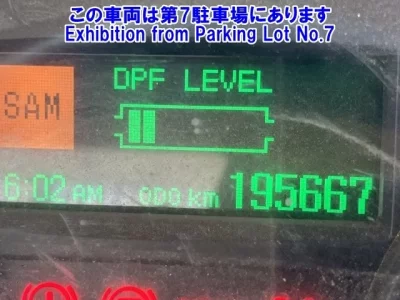 この車両は第7駐車場にあります
Exhibition from Parking Lot No.7
DPF LEVEL
SAM
6:02 AM ODO km 195667